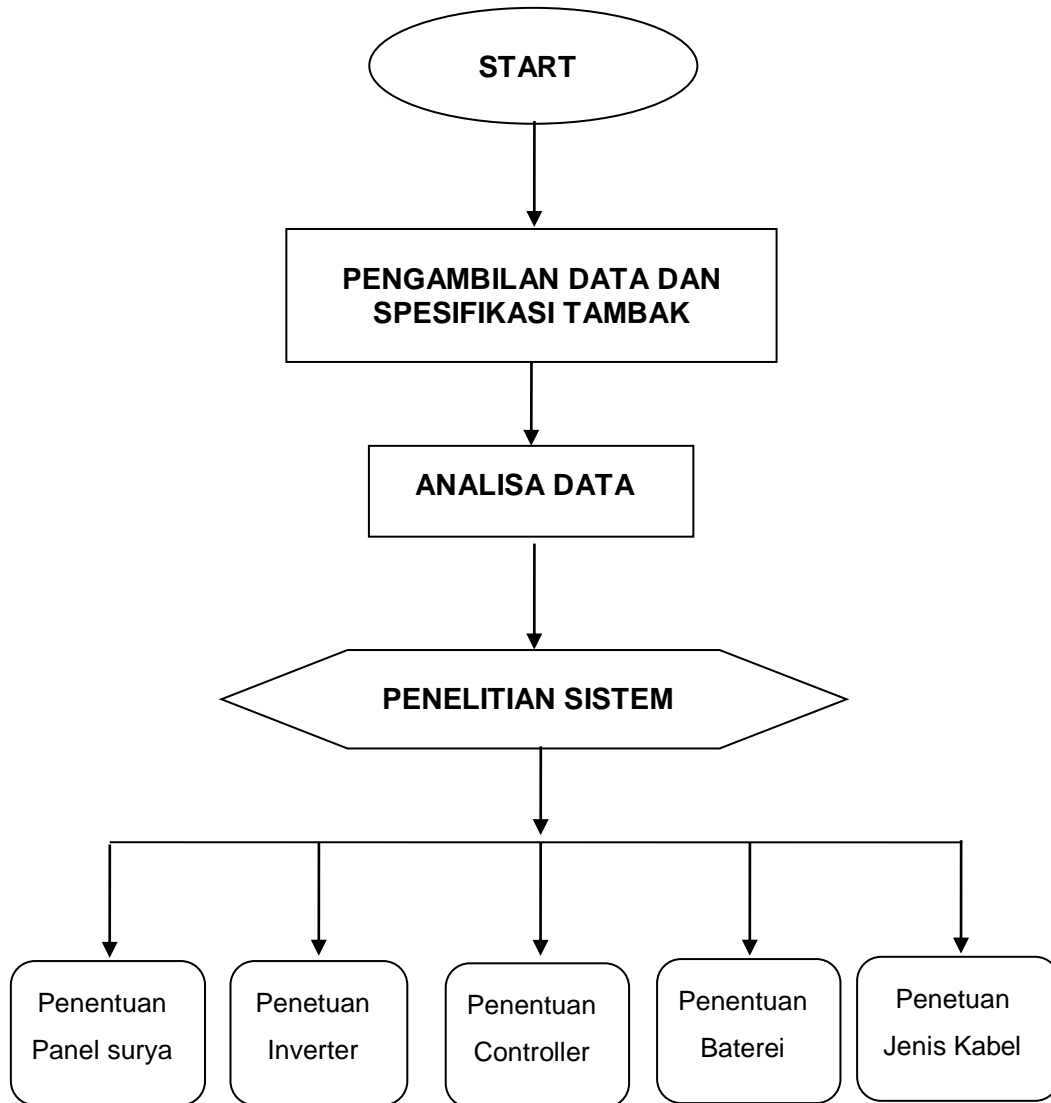 START
PENGAMBILAN DATA DAN
SPESIFIKASI TAMBAK
ANALISA DATA
PENELITIAN SISTEM
Penentuan
Panel surya
Penetuan
Inverter
Penentuan
Controller
Penentuan
Baterei
Penetuan
Jenis Kabel